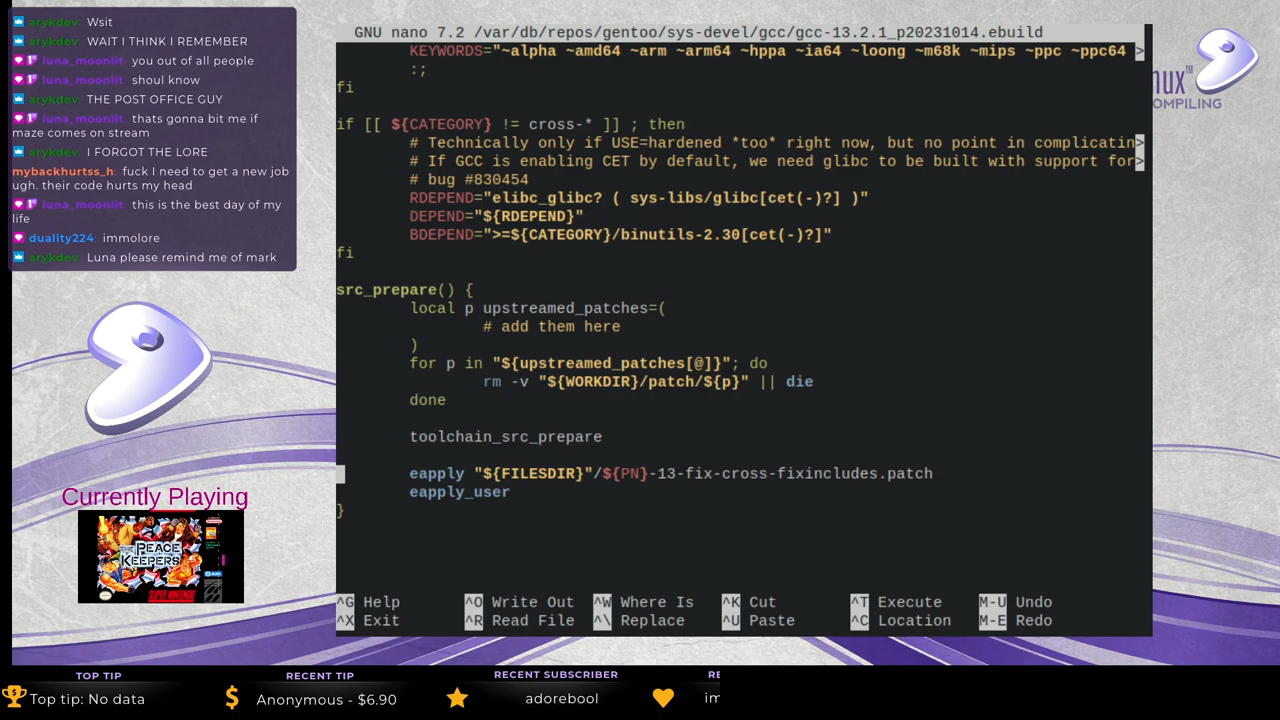 arykdev: Wsit
arykdev: WAIT I THINK I REMEMBER
luna_moonlit you out of all people
luna_moonlit shoul know
arykdev: THE POST OFFICE GUY
luna_moonlit thats gonna bit me if
maze comes on stream
arykdev: I FORGOT THE LORE
mybackhurtss_h: fuck I need to get a new job
ugh. their code hurts my head
luna_moonlit this is the best day of my
life
duality224: immolore
arykdev: Luna please remind me of mark
Currently Playing
PEACE
KEEPERS
SUPER NINTENDO
GNU nano 7.2 /var/db/repos/gentoo/sys-devel/gcc/gcc-13.2.1_p20231014.ebuild
KEYWORDS="~alpha ~amd64 ~arm ~arm64 ~hppa ~ia64 ~loong ~m68k ~mips ~ppc ~ppc64 >
:;
fi
if [[ ${CATEGORY} != cross-* ]] ; then
# Technically only if USE=hardened *too* right now, but no point in complicatin>
# If GCC is enabling CET by default, we need glibc to be built with support for>
# bug #830454
RDEPEND="elibc_glibc? ( sys-libs/glibc[cet(-)?] )"
DEPEND="${RDEPEND}"
BDEPEND=">=${CATEGORY}/binutils-2.30[cet(-)?]"
fi
src_prepare() {
local p upstreamed_patches=(
# add them here
)
for p in "${upstreamed_patches[@]}"; do
rm -v "${WORKDIR}/patch/${p}" || die
done
toolchain_src_prepare
eapply "${FILESDIR}"/${PN}-13-fix-cross-fixincludes.patch
eapply_user
}
^G Help ^O Write Out ^W Where Is ^K Cut ^T Execute M-U Undo
^X Exit ^R Read File ^\ Replace ^U Paste ^C Location M-E Redo
nux™
OMPILING
TOP TIP
Top tip: No data
RECENT TIP
Anonymous - $6.90
RECENT SUBSCRIBER
adorebool
RE
im